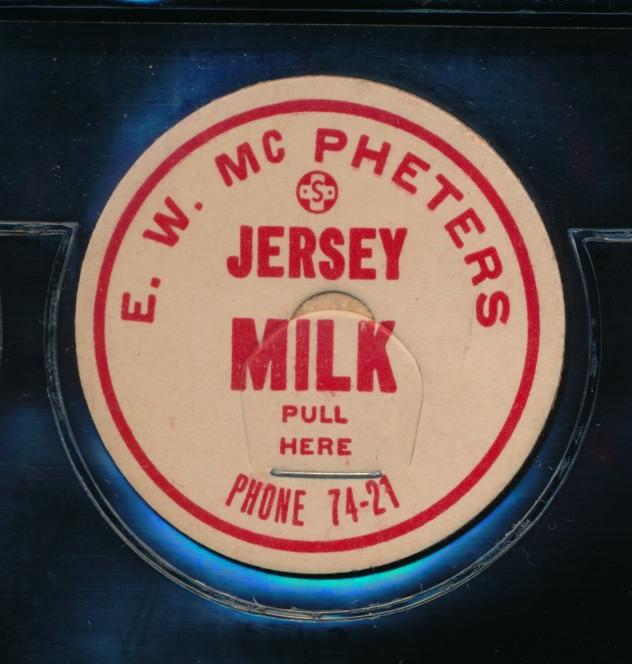 E. W. MC PHETERS
S
JERSEY
MILK
PULL
HERE
PHONE 74-21